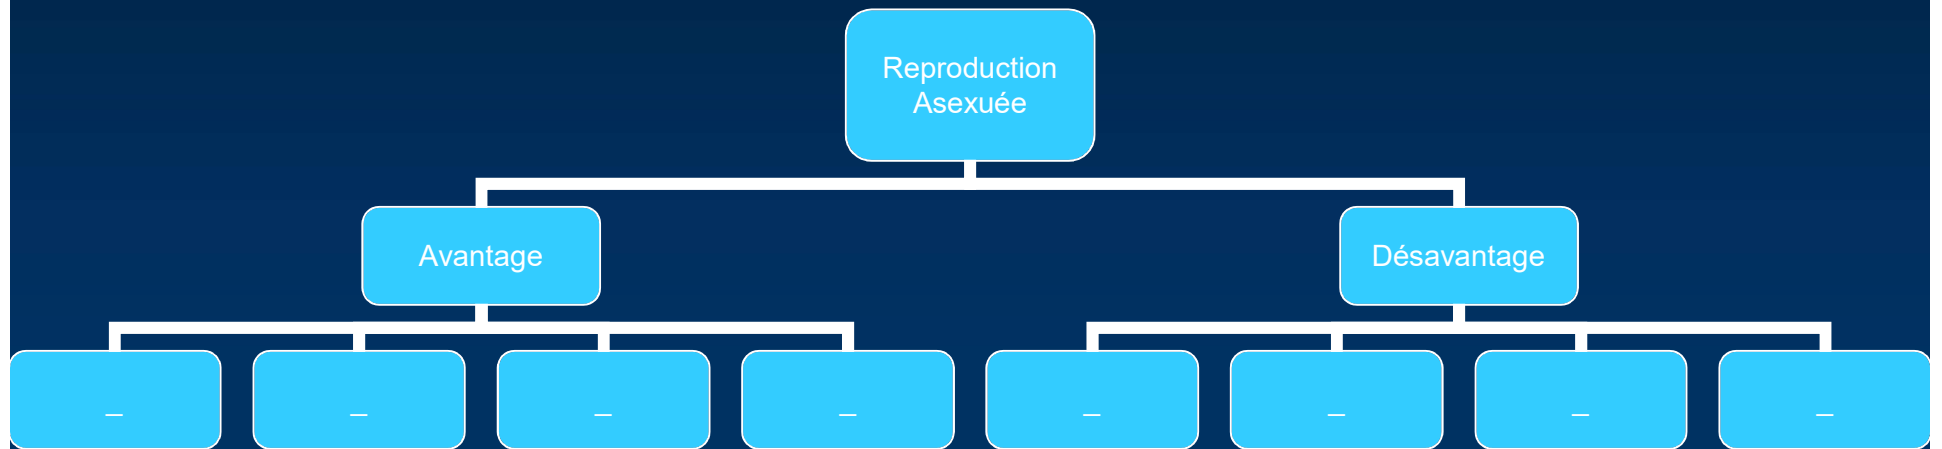 Reproduction
Asexuée
Avantage
Désavantage
_
_
_
_
_
_
_
_